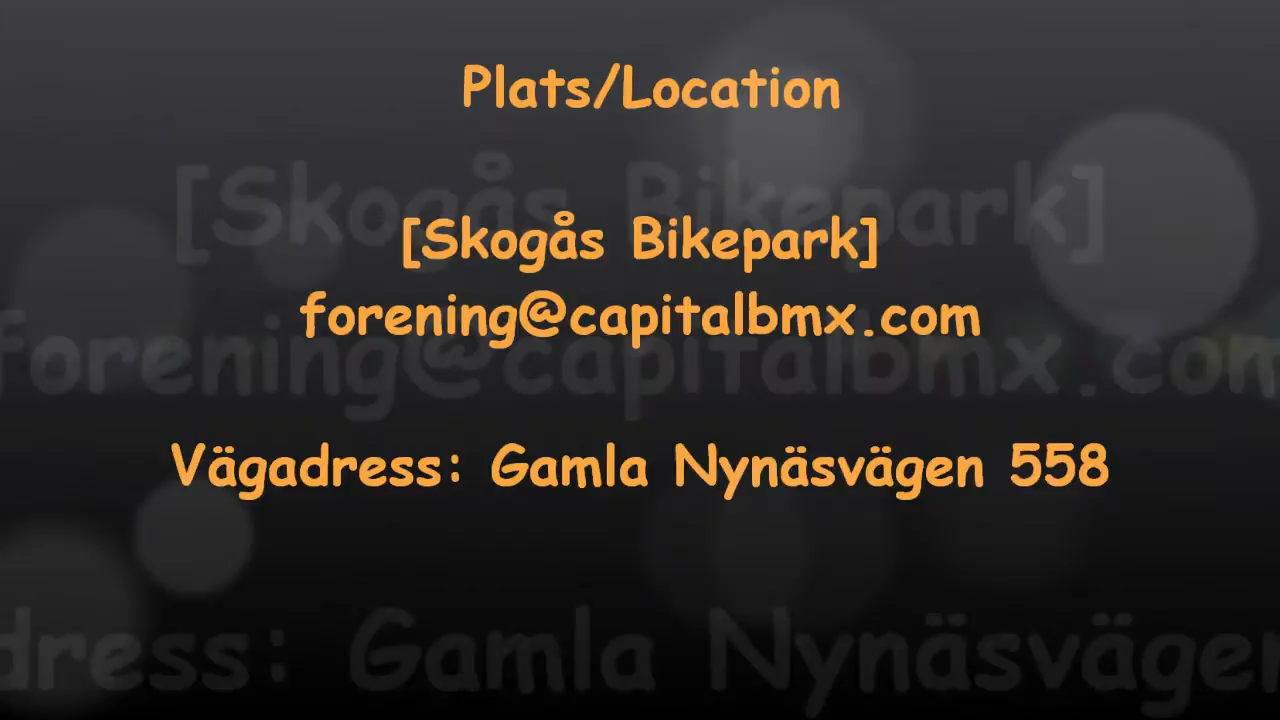 Plats/Location
[Skogås Bikepark]
forening@capitalbmx.com
Vägadress: Gamla Nynäsvägen 558